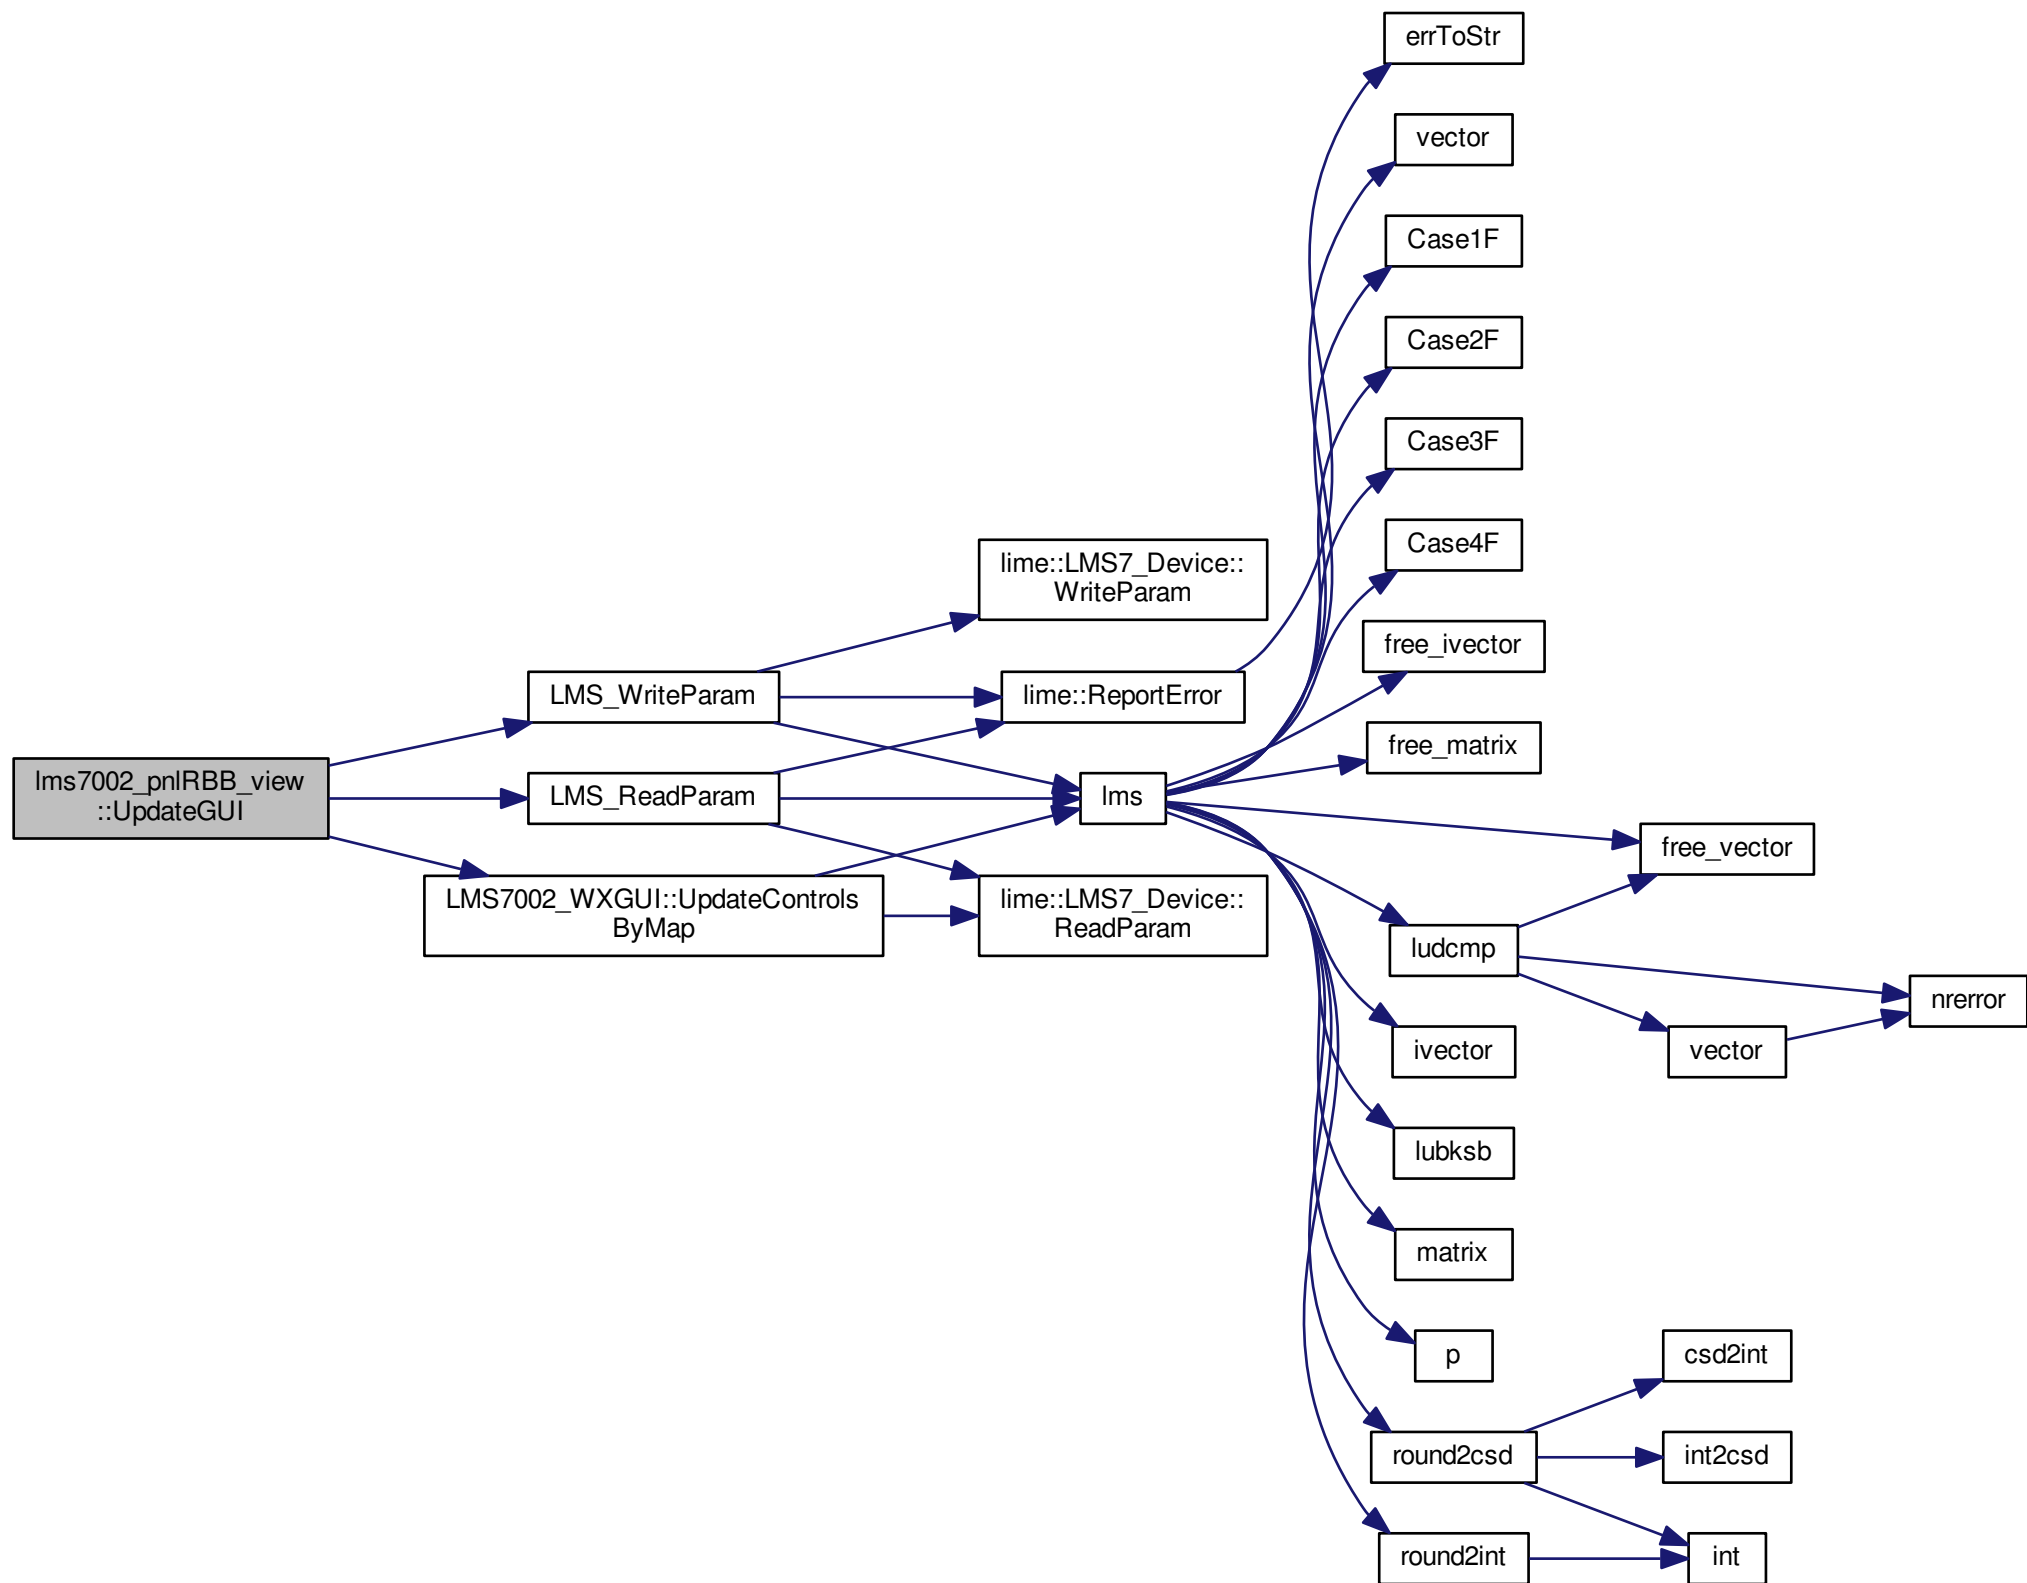 lms7002_pnlRBB_view
::UpdateGUI
LMS_WriteParam
LMS_ReadParam
LMS7002_WXGUI::UpdateControls
ByMap
lime::LMS7_Device::
WriteParam
lime::ReportError
lms
lime::LMS7_Device::
ReadParam
errToStr
vector
Case1F
Case2F
Case3F
Case4F
free_ivector
free_matrix
free_vector
ludcmp
nrerror
ivector
vector
lubksb
matrix
p
csd2int
round2csd
int2csd
round2int
int